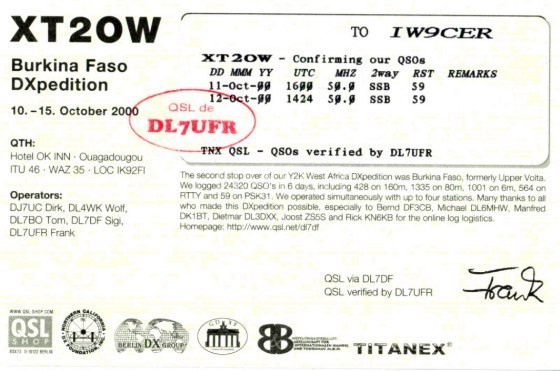 XT2OW
Burkina Faso
DXpedition
10. – 15. October 2000
QTH:
Hotel OK INN · Ouagadougou
ITU 46 · WAZ 35 · LOC IK92FI
Operators:
DJ7UC Dirk, DL4WK Wolf,
DL7BO Tom, DL7DF Sigi,
DL7UFR Frank
QSL de
DL7UFR
TO IW9CER
XT2OW - Confirming our QSOs
DD MMM YY UTC MHZ 2way RST REMARKS
11-Oct-00 1600 50.0 SSB 59
12-Oct-00 1424 50.0 SSB 59
TNX QSL - QSOs verified by DL7UFR
The second stop over of our Y2K West Africa DXpedition was Burkina Faso, formerly Upper Volta.
We logged 24320 QSO's in 6 days, including 428 on 160m, 1335 on 80m, 1001 on 6m, 564 on
RTTY and 59 on PSK31. We operated simultaneously with up to four stations. Many thanks to all
who made this DXpedition possible, especially to Bernd DF3CB, Michael DL6MHW, Manfred
DK1BT, Dietmar DL3DXX, Joost ZS5S and Rick KN6KB for the online log logistics.
Homepage: http://www.qsl.net/dl7df
QSL via DL7DF
QSL verified by DL7UFR
Frank
WWW.QSLSHOP.COM
QSL
SHOP
NORTHERN CALIFORNIA
DX FOUNDATION, INC.
BERLIN DX GROUP
GDXF
B&B
TITANEX®